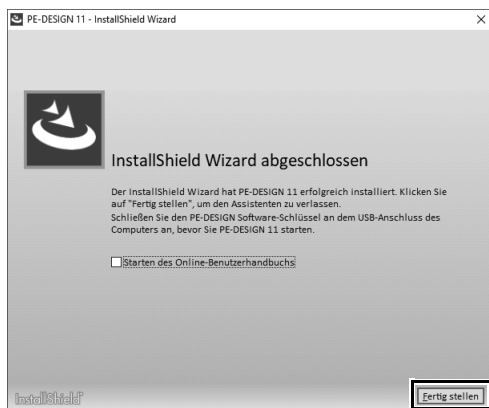 PE-DESIGN 11 - InstallShield Wizard
InstallShield Wizard abgeschlossen
Der InstallShield Wizard hat PE-DESIGN 11 erfolgreich installiert. Klicken Sie
auf "Fertig stellen", um den Assistenten zu verlassen.
Schließen Sie den PE-DESIGN Software-Schlüssel an dem USB-Anschluss des
Computers an, bevor Sie PE-DESIGN 11 starten.
Starten des Online-Benutzerhandbuchs
InstallShield
Fertig stellen